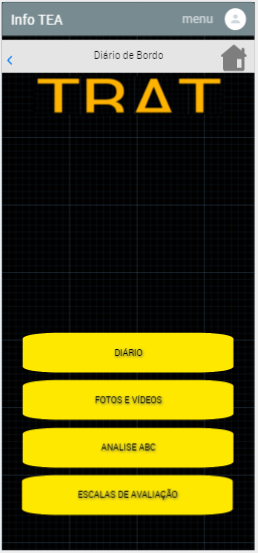 Info TEA
menu
Diário de Bordo
TRAT
DIÁRIO
FOTOS E VÍDEOS
ANALISE ABC
ESCALAS DE AVALIAÇÃO